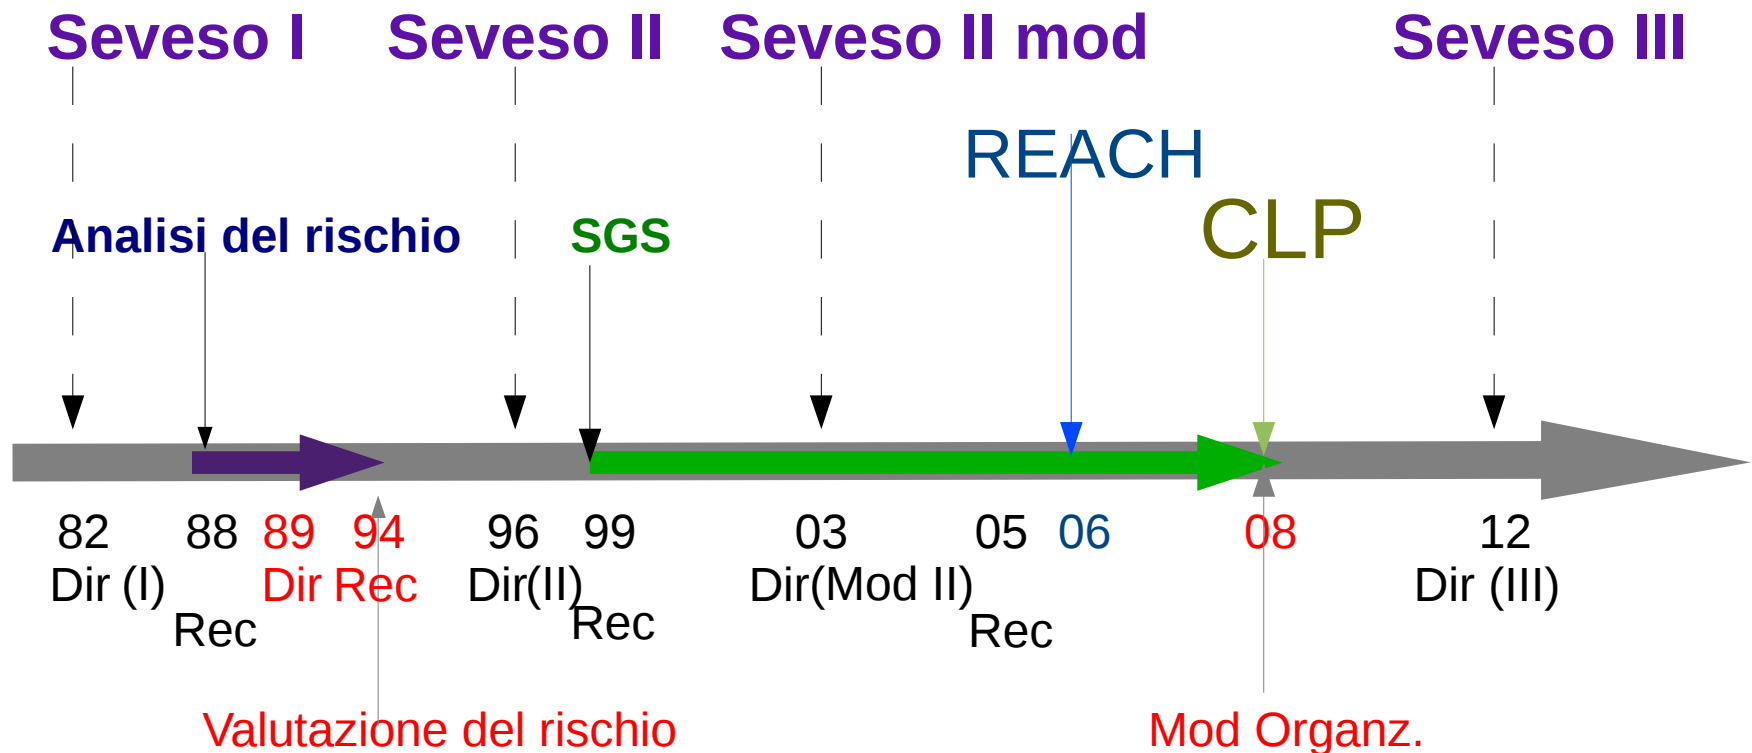 Seveso I Seveso II Seveso II mod Seveso III
REACH
CLP
Analisi del rischio SGS
82 88 89 94 96 99 03 05 06 08 12
Dir (I) Dir Rec Dir(II) Dir(Mod II) Dir (III)
Rec Rec Rec
Valutazione del rischio Mod Organz.